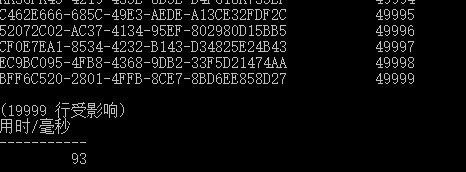 C462E666-685C-49E3-AEDE-A13CE32FDF2C 49995
52072C02-AC37-4134-95EF-802980D15BB5 49996
CF0E7EA1-8534-4232-B143-D34825E24B43 49997
EC9BC095-4FB8-4368-9DB2-33F5D21474AA 49998
BFF6C520-2801-4FFB-8CE7-8BD6EE858D27 49999
(19999 行受影响)
用时/毫秒
-----------
93